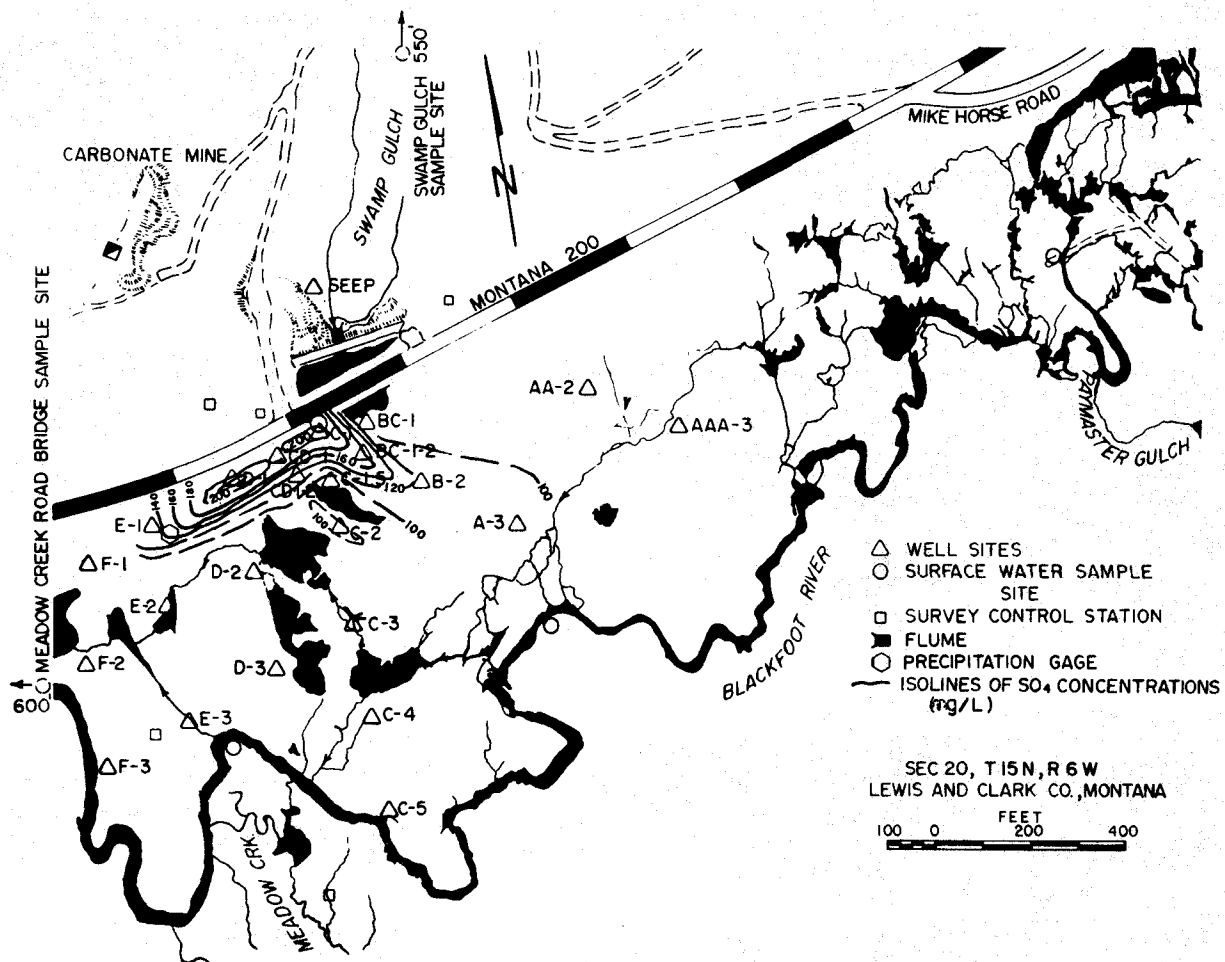 550'
SWAMP GULCH
SAMPLE SITE
SWAMP GULCH
MIKE HORSE ROAD
CARBONATE MINE
N
MONTANA 200
SEEP
MEADOW CREEK ROAD BRIDGE SAMPLE SITE
600'
AA-2
AAA-3
BC-1
BC-1-2
B-2
A-3
E-1
C-2
F-1
D-2
E-2
C-3
F-2
D-3
E-3
C-4
F-3
C-5
200
160
120
100
200
180
160
140
100
100
PAYMASTER GULCH
BLACKFOOT RIVER
MEADOW CRK
WELL SITES
SURFACE WATER SAMPLE
SITE
SURVEY CONTROL STATION
FLUME
PRECIPITATION GAGE
ISOLINES OF SO4 CONCENTRATIONS
(mg/L)
SEC 20, T 15 N, R 6 W
LEWIS AND CLARK CO., MONTANA
FEET
100 0 200 400